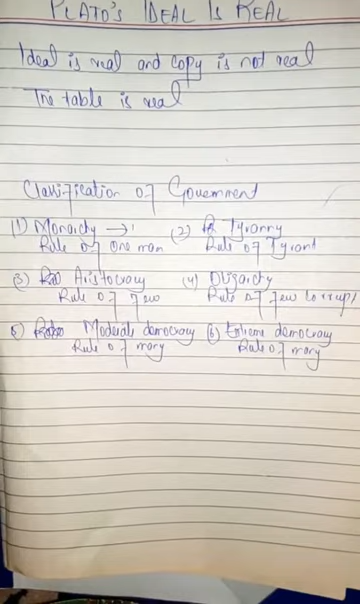 PLATO'S IDEAL IS REAL
Ideal is real and copy is not real
The table is real
Classification of Government
(1) Monarchy → (2) Tyranny
Rule of One man Rule of Tyrant
(3) Aristocracy (4) Oligarchy
Rule of few Rule of few (corrupt)
5) Moderate democracy (6) Extreme democracy
Rule of many Rule of many